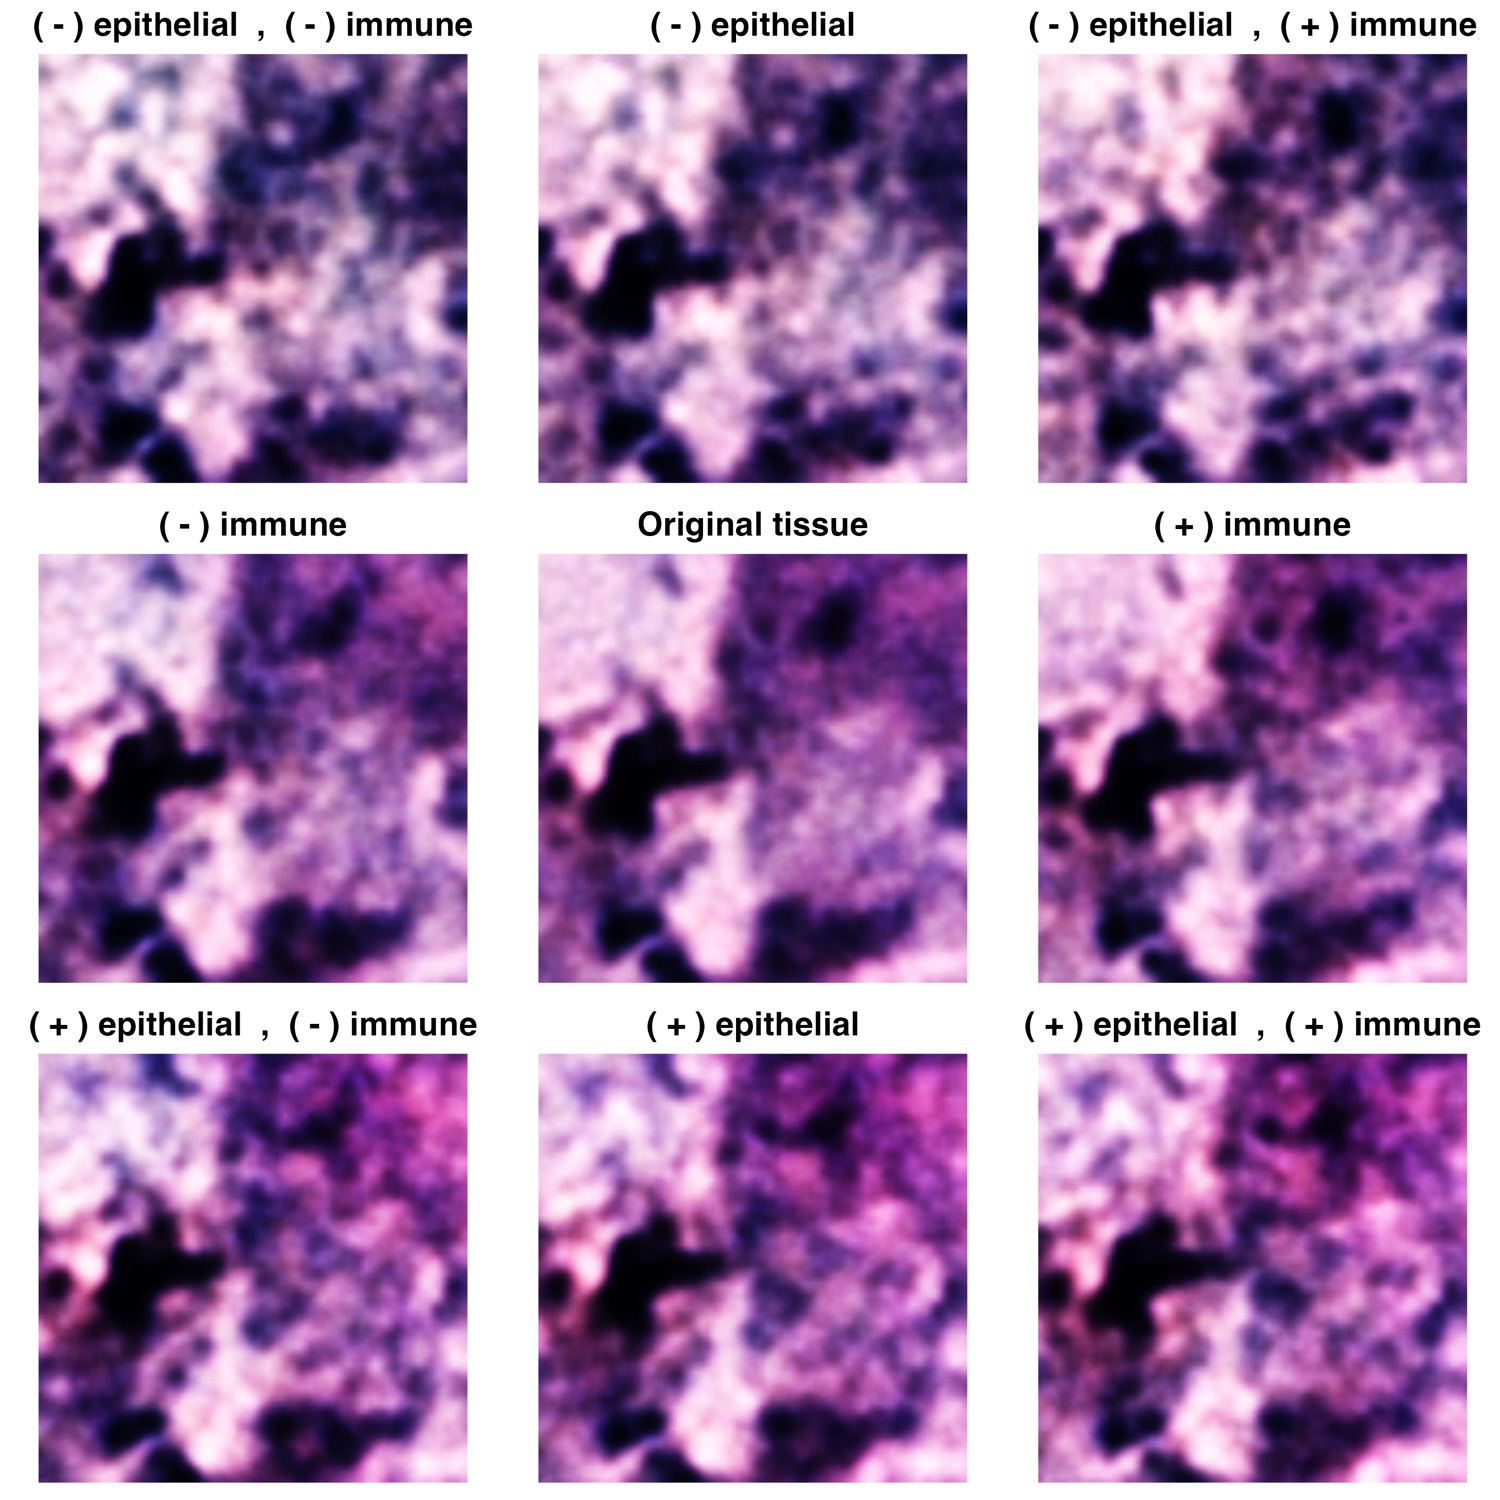 ( - ) epithelial , ( - ) immune
( - ) epithelial
( - ) epithelial , ( + ) immune
( - ) immune
Original tissue
( + ) immune
( + ) epithelial , ( - ) immune
( + ) epithelial
( + ) epithelial , ( + ) immune